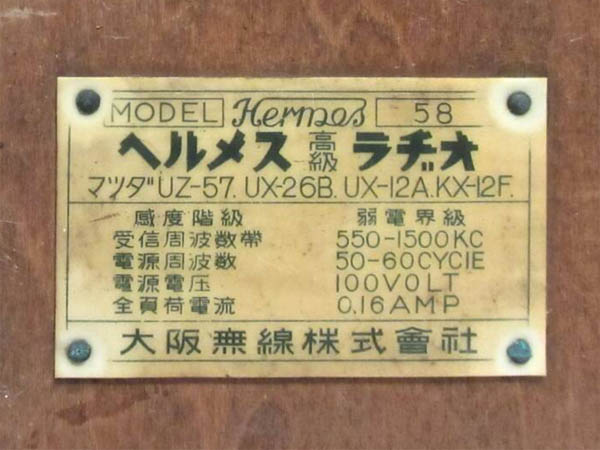 MODEL Hermes 58
ヘルメス 高級 ラヂオ
マツダ UZ-57. UX-26B. UX-12A. KX-12F.
感度階級 弱電界級
受信周波数帶 550-1500KC
電源周波数 50-60CYCIE
電源電圧 100VOLT
全負荷電流 0.16AMP
大阪無線株式會社